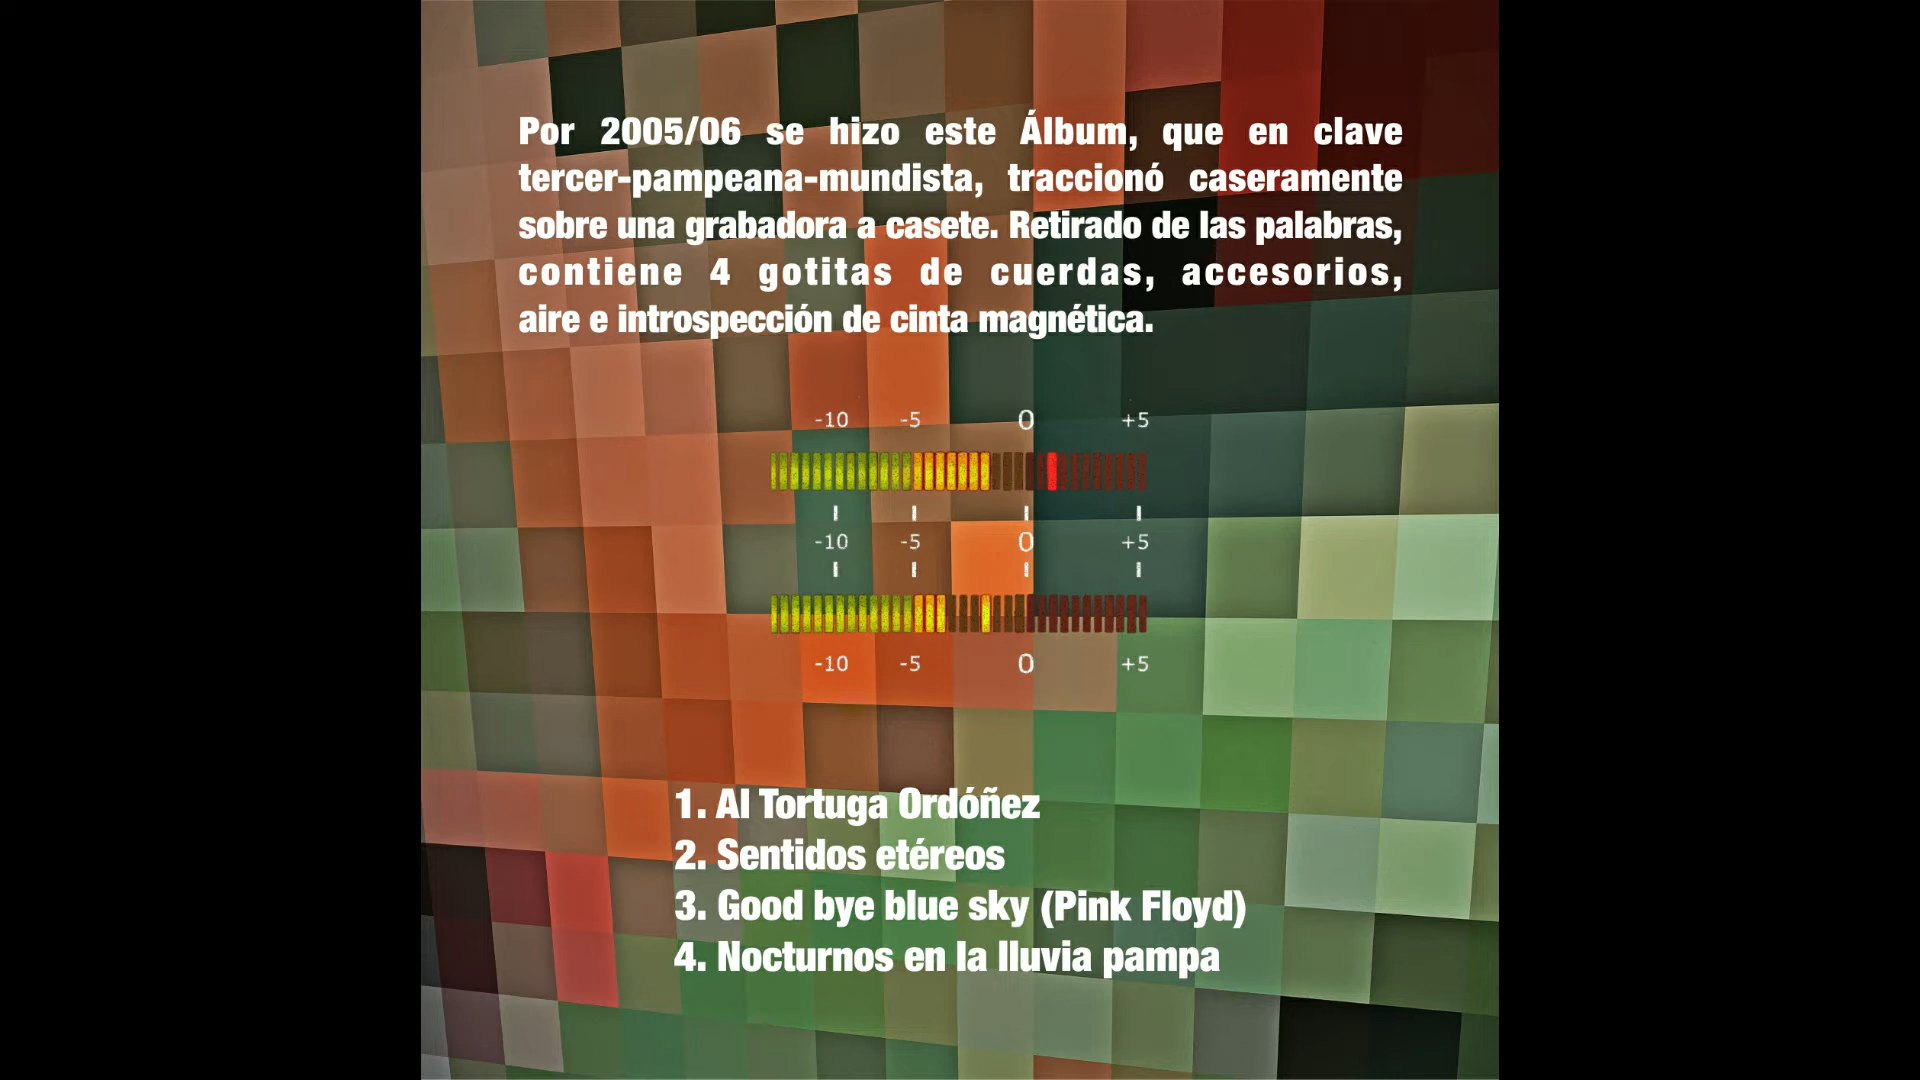 Por 2005/06 se hizo este Álbum, que en clave
tercer-pampeana-mundista, traccionó caseramente
sobre una grabadora a casete. Retirado de las palabras,
contiene 4 gotitas de cuerdas, accesorios,
aire e introspección de cinta magnética.
-10 -5 0 +5
-10 -5 0 +5
-10 -5 0 +5
1. Al Tortuga Ordóñez
2. Sentidos etéreos
3. Good bye blue sky (Pink Floyd)
4. Nocturnos en la lluvia pampa